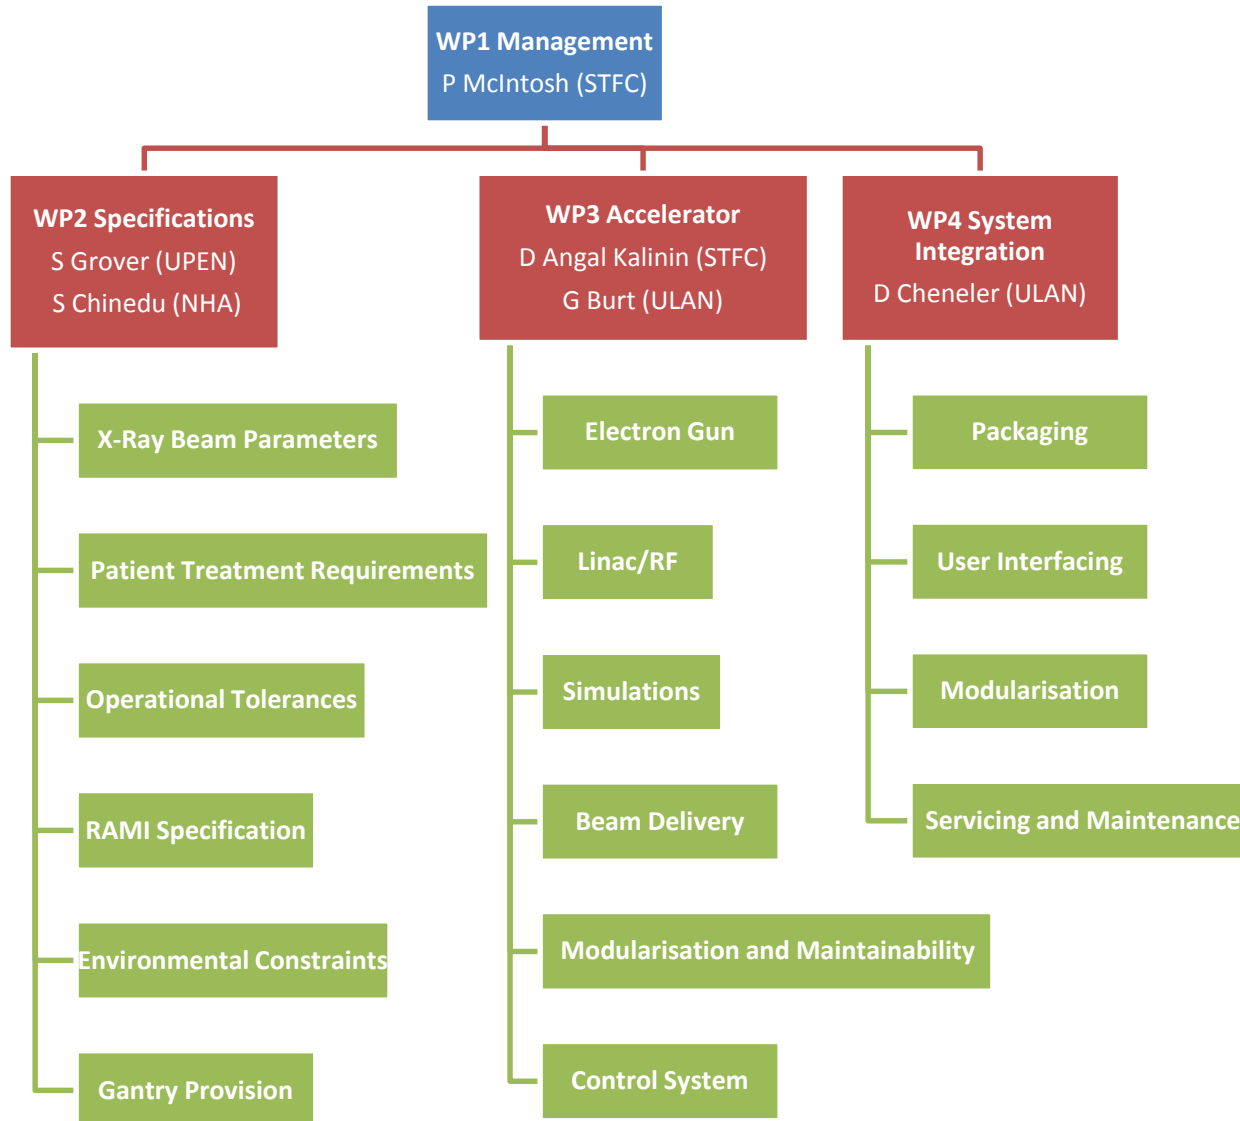 WP1 Management
P McIntosh (STFC)
WP2 Specifications
S Grover (UPEN)
S Chinedu (NHA)
X-Ray Beam Parameters
Patient Treatment Requirements
Operational Tolerances
RAMI Specification
Environmental Constraints
Gantry Provision
WP3 Accelerator
D Angal Kalinin (STFC)
G Burt (ULAN)
Electron Gun
Linac/RF
Simulations
Beam Delivery
Modularisation and Maintainability
Control System
WP4 System
Integration
D Cheneler (ULAN)
Packaging
User Interfacing
Modularisation
Servicing and Maintenance